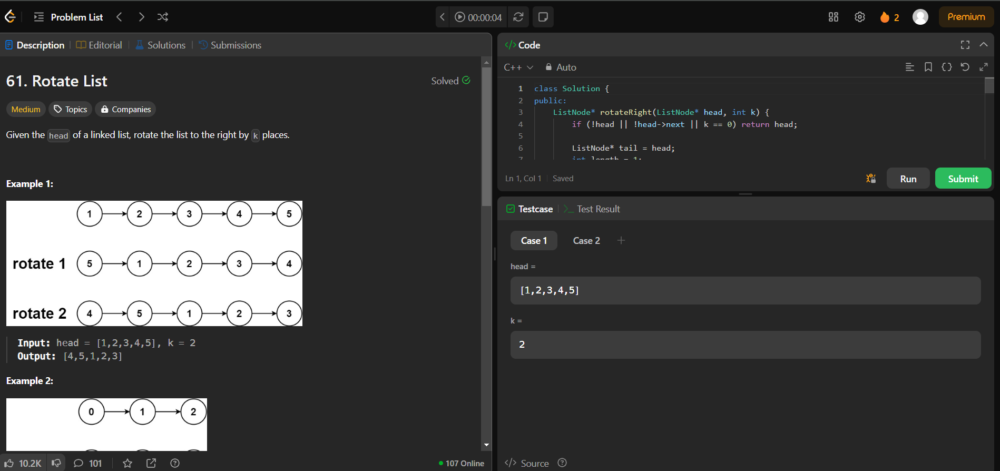 Problem List
00:00:04
2
Premium
Description
Editorial
Solutions
Submissions
61. Rotate List
Solved
Medium
Topics
Companies
Given the head of a linked list, rotate the list to the right by k places.
Example 1:
1 2 3 4 5
rotate 1 5 1 2 3 4
rotate 2 4 5 1 2 3
Input: head = [1,2,3,4,5], k = 2
Output: [4,5,1,2,3]
Example 2:
0 1 2
10.2K
101
107 Online
</> Code
C++
Auto
1 class Solution {
2 public:
3 ListNode* rotateRight(ListNode* head, int k) {
4 if (!head || !head->next || k == 0) return head;
5
6 ListNode* tail = head;
7 int length = 1;
Ln 1, Col 1
Saved
Run
Submit
Testcase
Test Result
Case 1
Case 2
head =
[1,2,3,4,5]
k =
2
</> Source